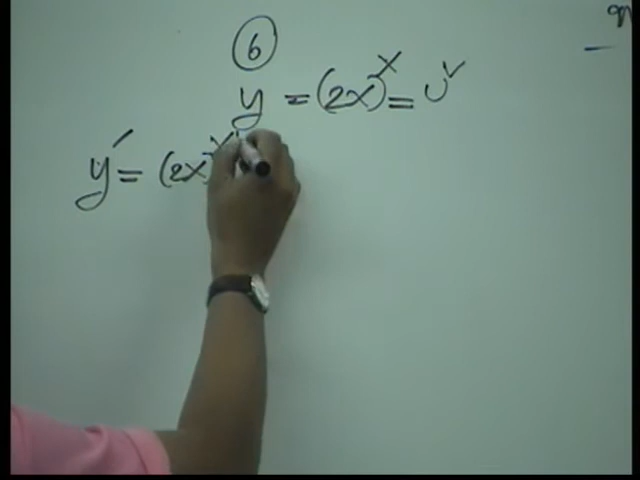 6
y = (2x)^x = u^v
y' = (2x)^x